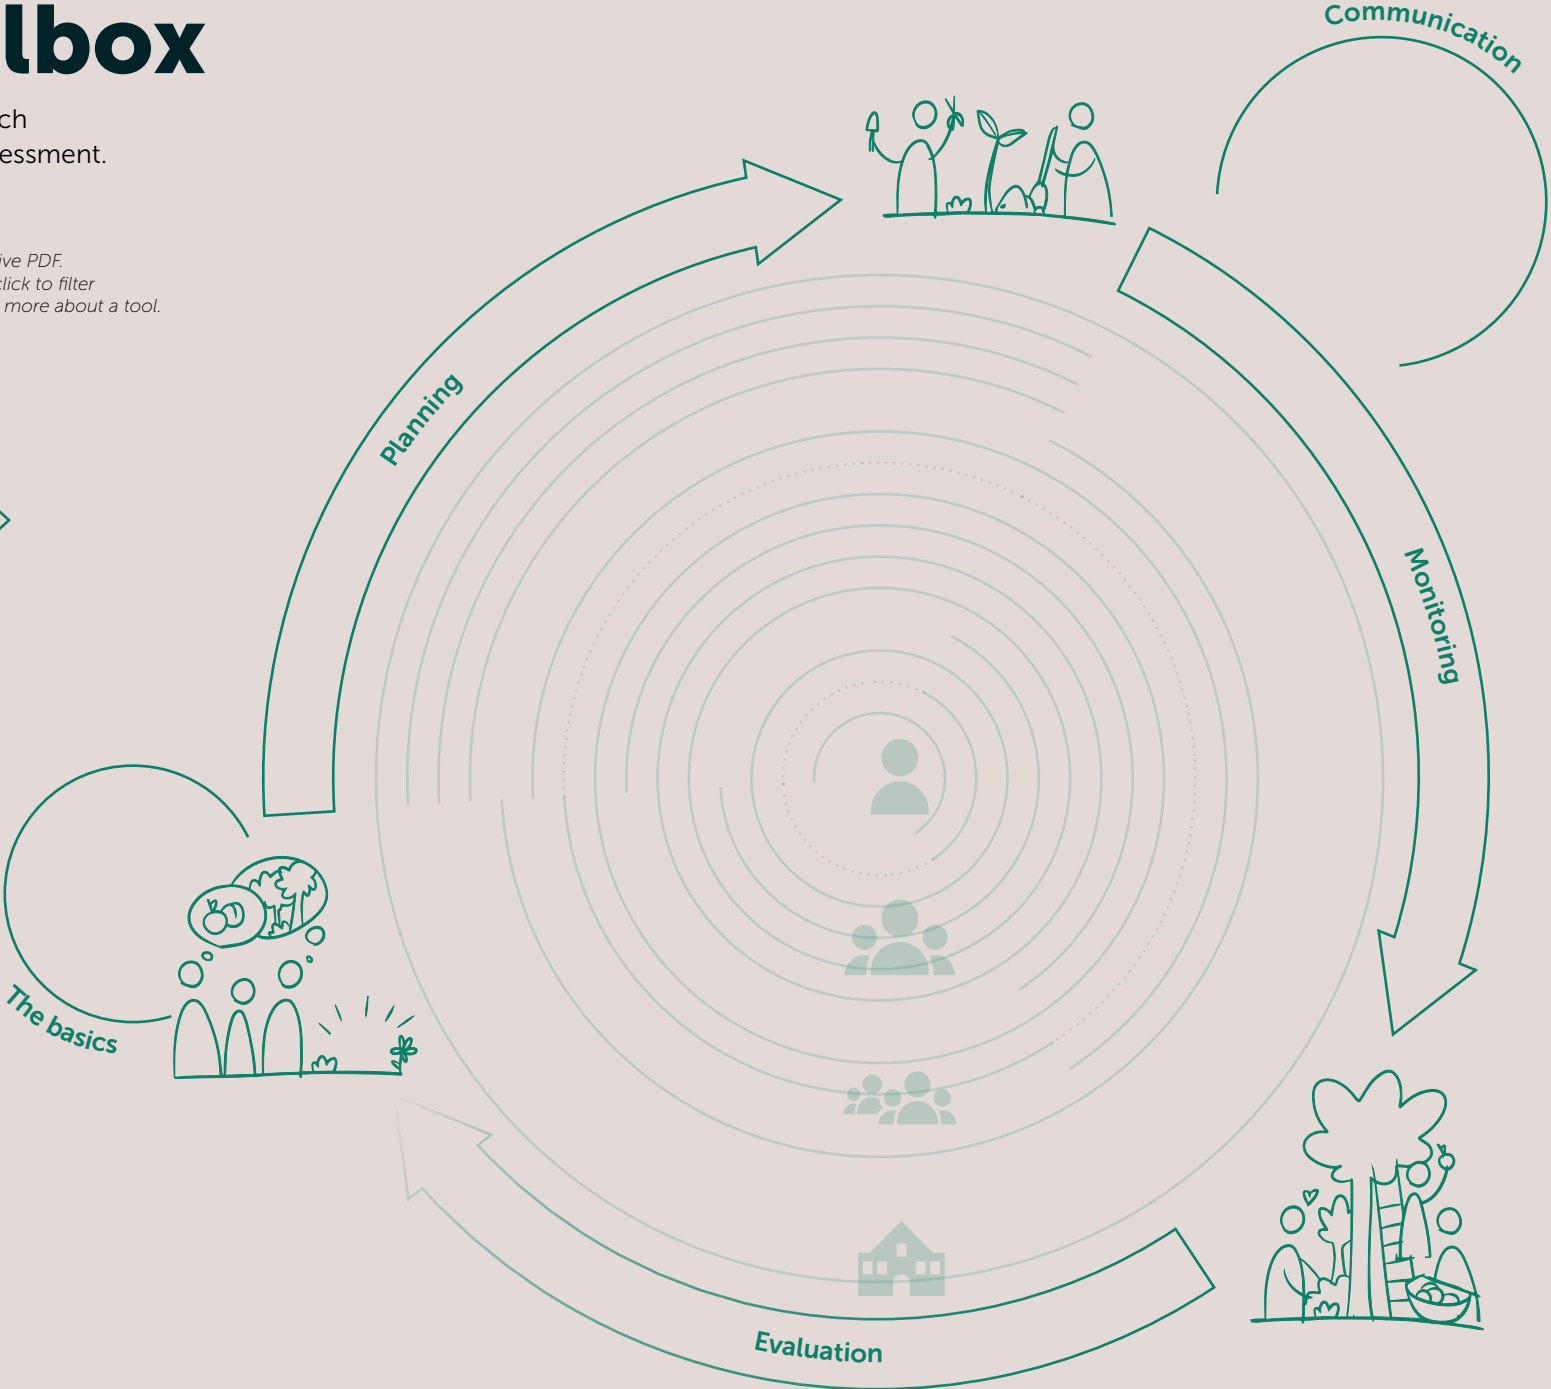 lbox
ch
essment.
ive PDF.
click to filter
more about a tool.
Communication
Planning
Monitoring
The basics
Evaluation